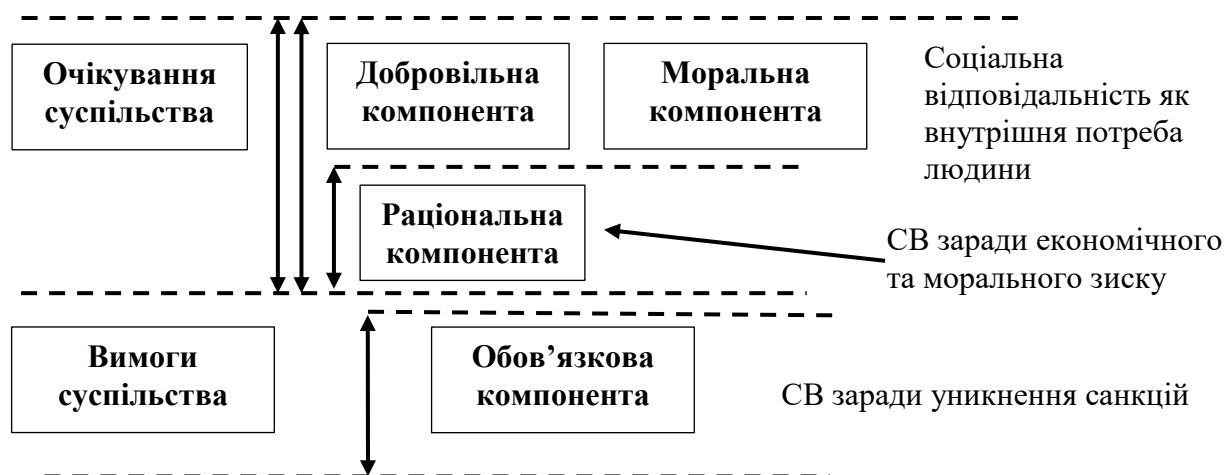 Очікування
суспільства
Добровільна
компонента
Моральна
компонента
Соціальна
відповідальність як
внутрішня потреба
людини
Раціональна
компонента
СВ заради економічного
та морального зиску
Вимоги
суспільства
Обов’язкова
компонента
СВ заради уникнення санкцій